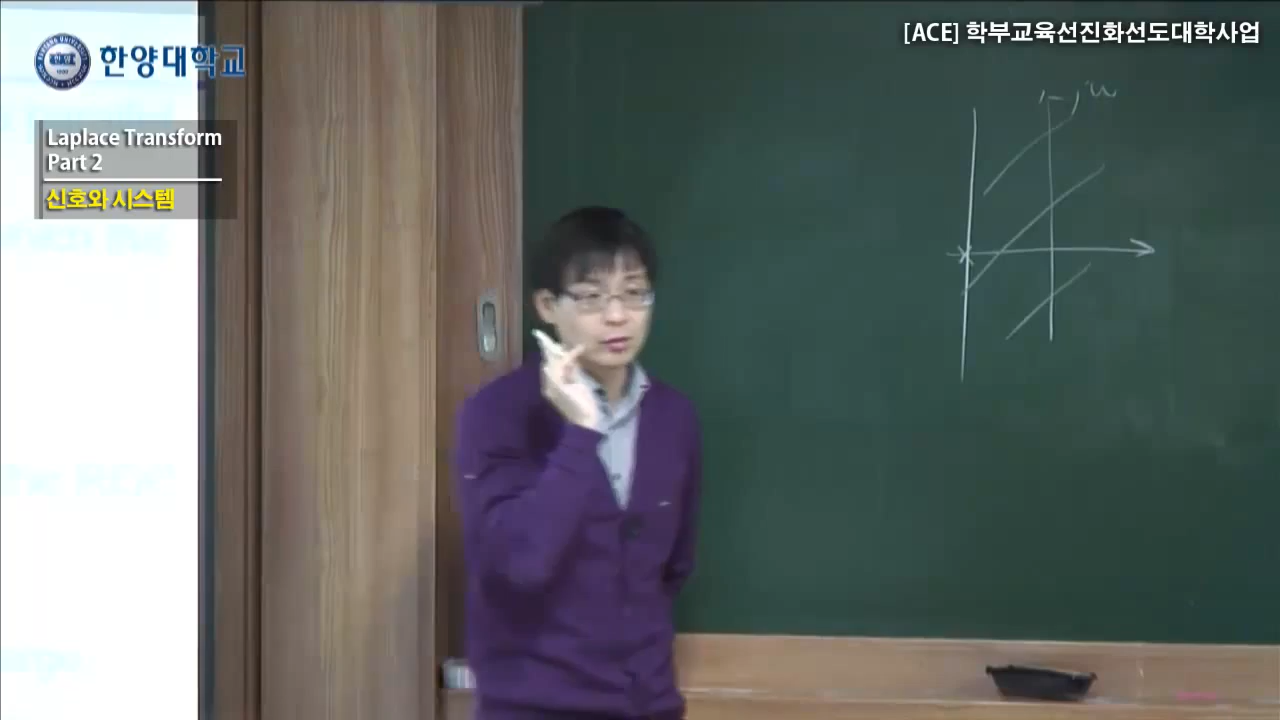 한양대학교
[ACE] 학부교육선진화선도대학사업
Laplace Transform
Part 2
신호와 시스템
jw